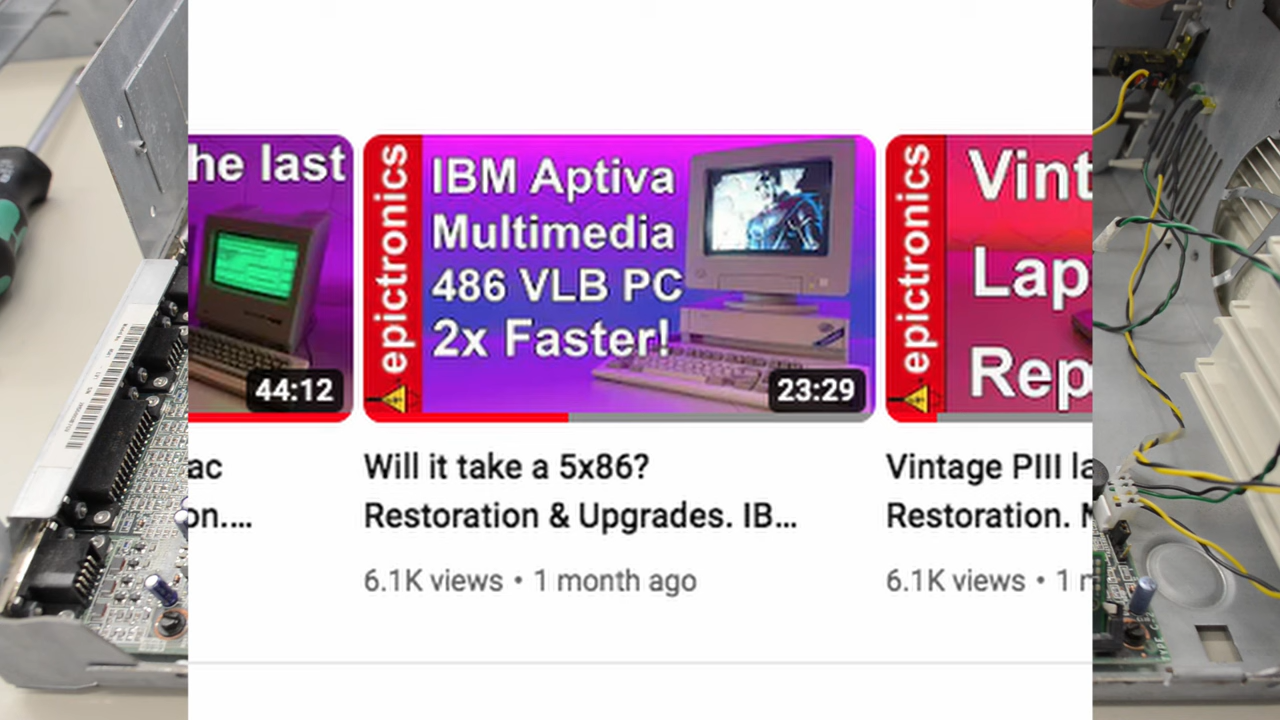 he last
44:12
ac
on....
epictronics
IBM Aptiva
Multimedia
486 VLB PC
2x Faster!
23:29
Will it take a 5x86?
Restoration & Upgrades. IB...
6.1K views • 1 month ago
epictronics
Vint
Lap
Rep
Vintage PIII la
Restoration. M
6.1K views • 1 m